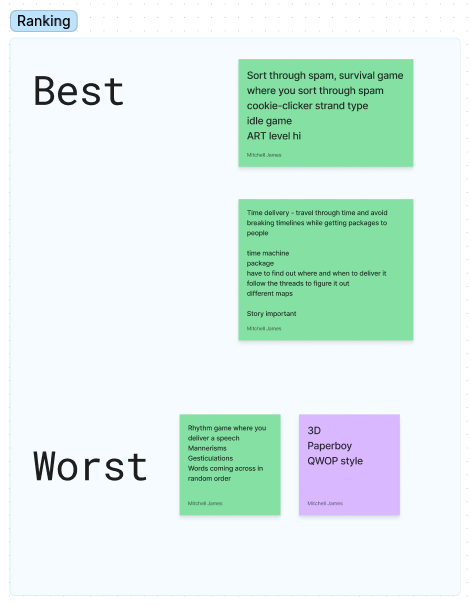 Ranking
Best
Sort through spam, survival game
where you sort through spam
cookie-clicker strand type
idle game
ART level hi
Mitchell James
Time delivery - travel through time and avoid
breaking timelines while getting packages to
people
time machine
package
have to find out where and when to deliver it
follow the threads to figure it out
different maps
Story important
Mitchell James
Worst
Rhythm game where you
deliver a speech
Mannerisms
Gesticulations
Words coming across in
random order
Mitchell James
3D
Paperboy
QWOP style
Mitchell James